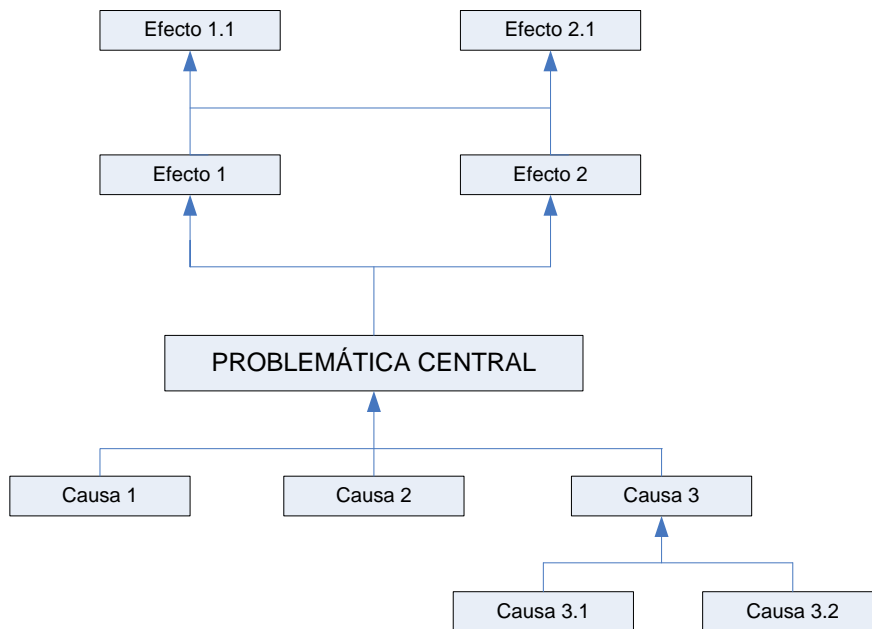 Efecto 1.1
Efecto 2.1
Efecto 1
Efecto 2
PROBLEMÁTICA CENTRAL
Causa 1
Causa 2
Causa 3
Causa 3.1
Causa 3.2